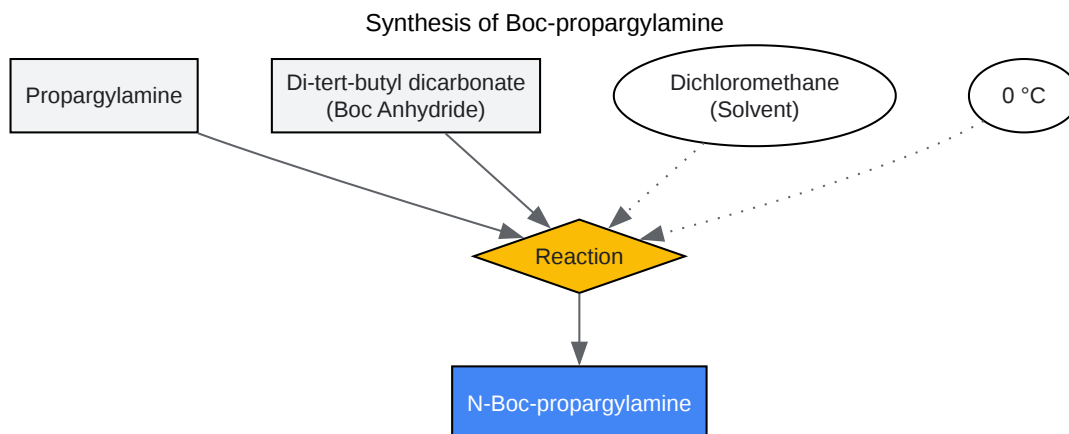 Synthesis of Boc-propargylamine
Propargylamine
Di-tert-butyl dicarbonate
(Boc Anhydride)
Dichloromethane
(Solvent)
0 °C
Reaction
N-Boc-propargylamine